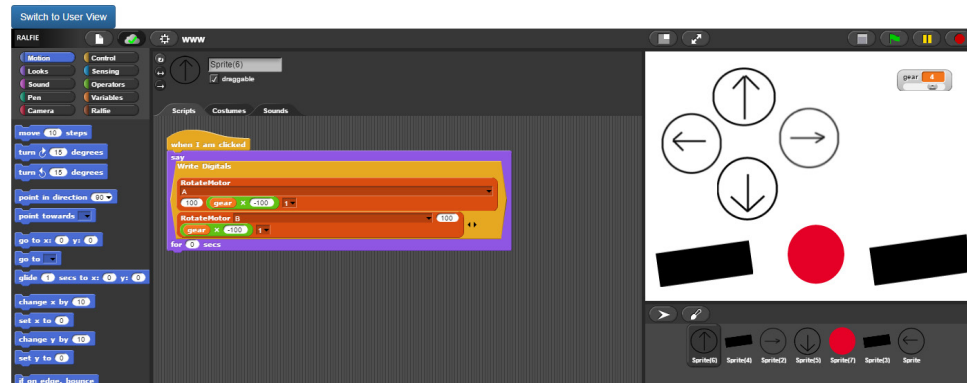 Switch to User View
RALFIE
www
Motion Control
Looks Sensing
Sound Operators
Pen Variables
Camera Ralfie
Sprite(6)
draggable
Scripts Costumes Sounds
move 10 steps
turn 15 degrees
turn 15 degrees
point in direction 90
point towards
go to x: 0 y: 0
go to
glide 1 secs to x: 0 y: 0
change x by 10
set x to 0
change y by 10
set y to 0
if on edge, bounce
when I am clicked
say
Write Digitals
RotateMotor
A
100 gear × -100 1
RotateMotor B 100
gear × -100 1
for 0 secs
gear 4
Sprite(6) Sprite(4) Sprite(2) Sprite(5) Sprite(7) Sprite(3) Sprite